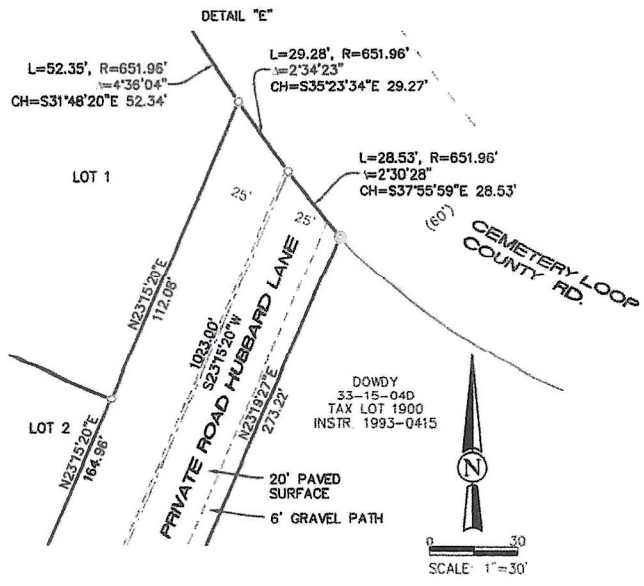 DETAIL "E"
L=52.35', R=651.96'
Δ=4°36'04"
CH=S31°48'20"E 52.34'
L=29.28', R=651.96'
Δ=2°34'23"
CH=S35°23'34"E 29.27'
L=28.53', R=651.96'
Δ=2°30'28"
CH=S37°55'59"E 28.53'
LOT 1
25'
25'
(60')
CEMETERY LOOP
COUNTY RD.
N23°15'20"E
112.08'
1023.00'
S23°15'20"W
PRIVATE ROAD HUBBARD LANE
N23°19'27"E
273.22'
DOWDY
33-15-04D
TAX LOT 1900
INSTR. 1993-0415
LOT 2
N23°15'20"E
164.96'
20' PAVED
SURFACE
6' GRAVEL PATH
N
0 30
SCALE: 1"=30'